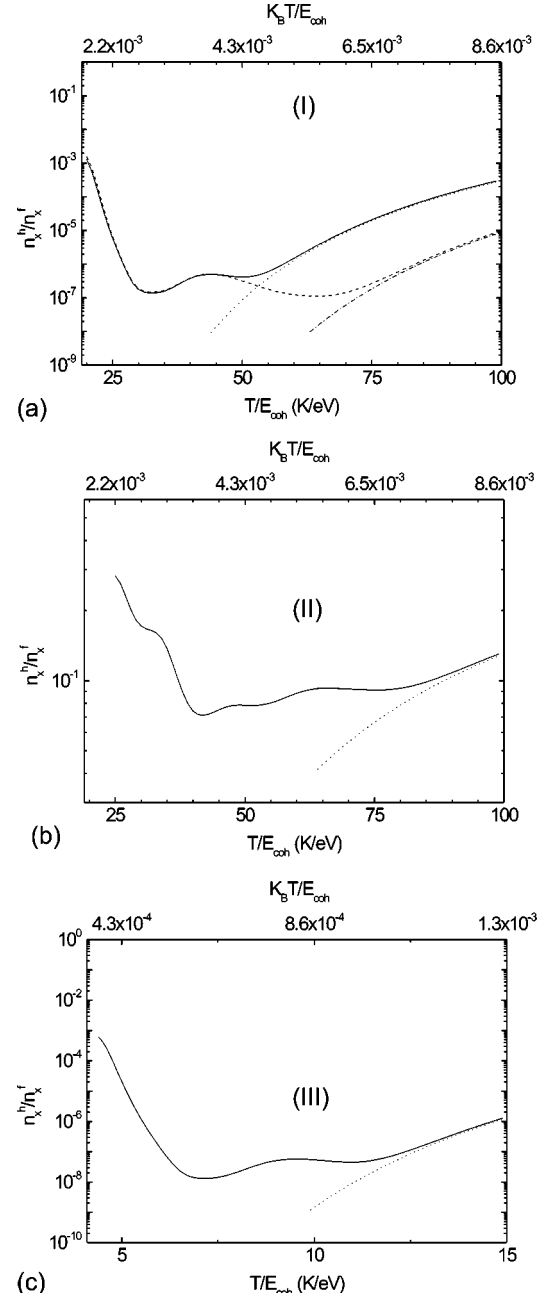 K_BT/E_coh
2.2x10^-3 4.3x10^-3 6.5x10^-3 8.6x10^-3
(I)
10^-1
10^-3
10^-5
10^-7
10^-9
n_x^h/n_x^f
25 50 75 100
(a) T/E_coh (K/eV)
K_BT/E_coh
2.2x10^-3 4.3x10^-3 6.5x10^-3 8.6x10^-3
(II)
10^-1
n_x^h/n_x^f
25 50 75 100
(b) T/E_coh (K/eV)
K_BT/E_coh
4.3x10^-4 8.6x10^-4 1.3x10^-3
10^0
10^-2
10^-4
(III)
10^-6
10^-8
10^-10
n_x^h/n_x^f
5 10 15
(c) T/E_coh (K/eV)